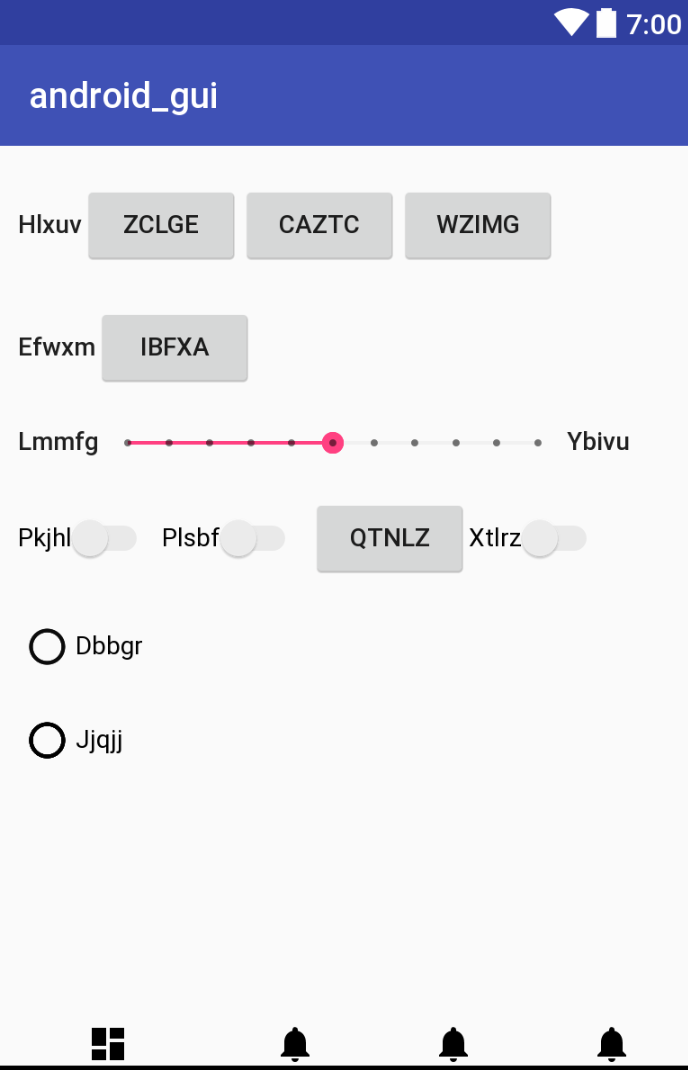 7:00
android_gui
Hlxuv ZCLGE CAZTC WZIMG
Efwxm IBFXA
Lmmfg Ybivu
Pkjhl Plsbf QTNLZ Xtlrz
Dbbgr
Jjqjj